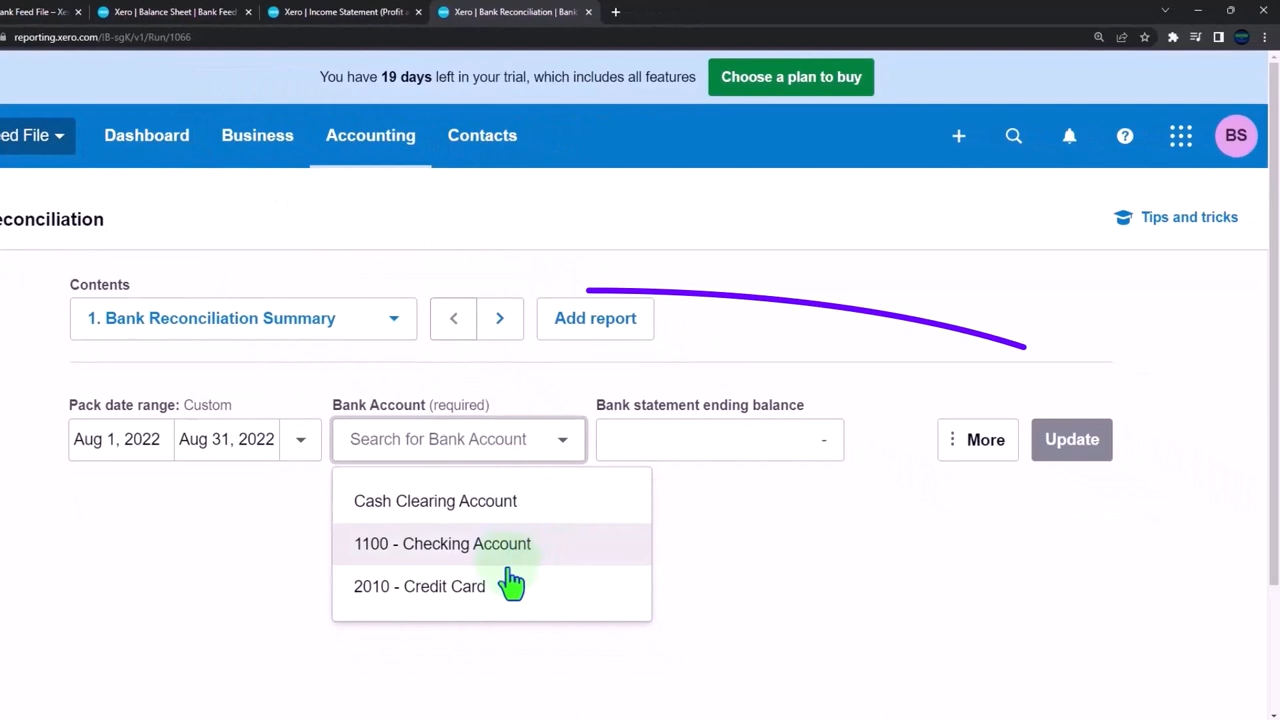 ank Feed File – Xe
Xero | Balance Sheet | Bank Feed
Xero | Income Statement (Profit a
Xero | Bank Reconciliation | Bank
reporting.xero.com/!B-sgK/v1/Run/1066
You have 19 days left in your trial, which includes all features
Choose a plan to buy
ed File
Dashboard
Business
Accounting
Contacts
BS
econciliation
Tips and tricks
Contents
1. Bank Reconciliation Summary
Add report
Pack date range: Custom
Bank Account (required)
Bank statement ending balance
Aug 1, 2022
Aug 31, 2022
Search for Bank Account
-
More
Update
Cash Clearing Account
1100 - Checking Account
2010 - Credit Card